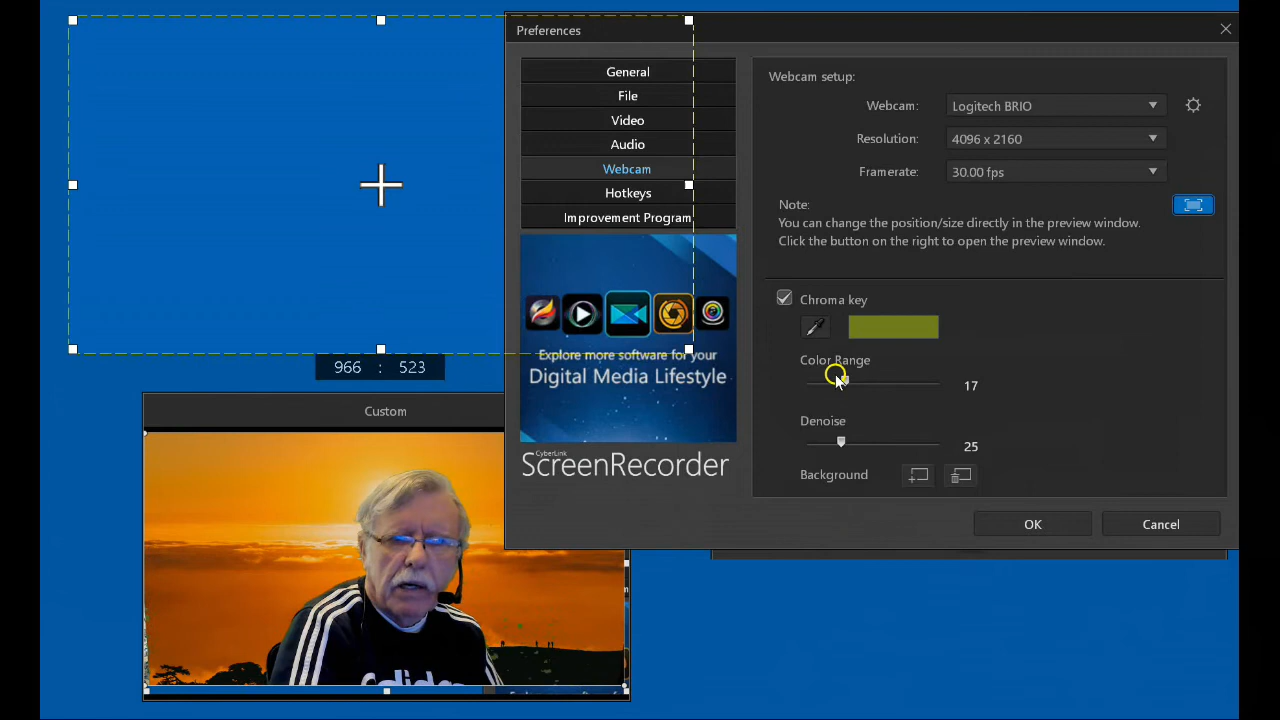 Preferences
General
File
Video
Audio
Webcam
Hotkeys
Improvement Program
Explore more software for your
Digital Media Lifestyle
CyberLink
ScreenRecorder
Webcam setup:
Webcam: Logitech BRIO
Resolution: 4096 x 2160
Framerate: 30.00 fps
Note:
You can change the position/size directly in the preview window.
Click the button on the right to open the preview window.
Chroma key
Color Range
17
Denoise
25
Background
OK Cancel
966 : 523
Custom